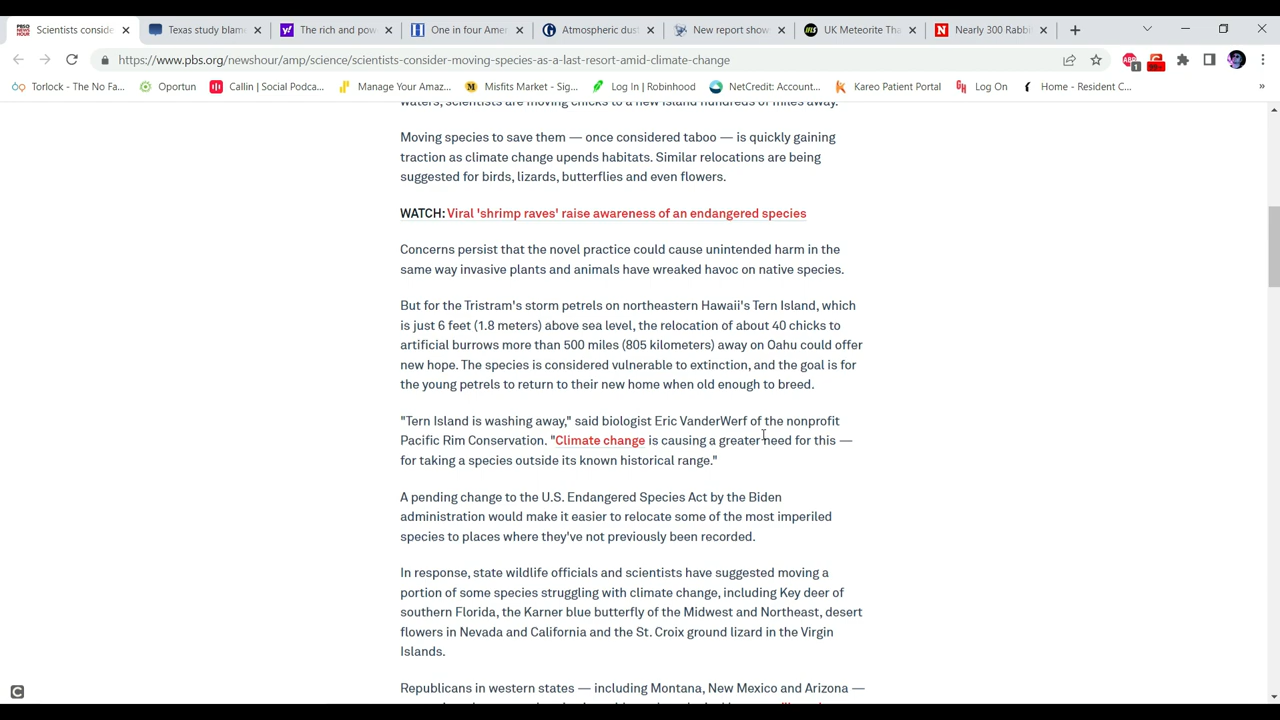 Scientists conside
Texas study blam
The rich and pow
One in four Amer
Atmospheric dust
New report show
UK Meteorite Tha
Nearly 300 Rabbi
https://www.pbs.org/newshour/amp/science/scientists-consider-moving-species-as-a-last-resort-amid-climate-change
Torlock - The No Fa...
Oportun
Callin | Social Podca...
Manage Your Amaz...
Misfits Market - Sig...
Log In | Robinhood
NetCredit: Account...
Kareo Patient Portal
Log On
Home - Resident C...
waters, scientists are moving chicks to a new island hundreds of miles away.
Moving species to save them — once considered taboo — is quickly gaining
traction as climate change upends habitats. Similar relocations are being
suggested for birds, lizards, butterflies and even flowers.
WATCH: Viral 'shrimp raves' raise awareness of an endangered species
Concerns persist that the novel practice could cause unintended harm in the
same way invasive plants and animals have wreaked havoc on native species.
But for the Tristram's storm petrels on northeastern Hawaii's Tern Island, which
is just 6 feet (1.8 meters) above sea level, the relocation of about 40 chicks to
artificial burrows more than 500 miles (805 kilometers) away on Oahu could offer
new hope. The species is considered vulnerable to extinction, and the goal is for
the young petrels to return to their new home when old enough to breed.
"Tern Island is washing away," said biologist Eric VanderWerf of the nonprofit
Pacific Rim Conservation. "Climate change is causing a greater need for this —
for taking a species outside its known historical range."
A pending change to the U.S. Endangered Species Act by the Biden
administration would make it easier to relocate some of the most imperiled
species to places where they've not previously been recorded.
In response, state wildlife officials and scientists have suggested moving a
portion of some species struggling with climate change, including Key deer of
southern Florida, the Karner blue butterfly of the Midwest and Northeast, desert
flowers in Nevada and California and the St. Croix ground lizard in the Virgin
Islands.
Republicans in western states — including Montana, New Mexico and Arizona —